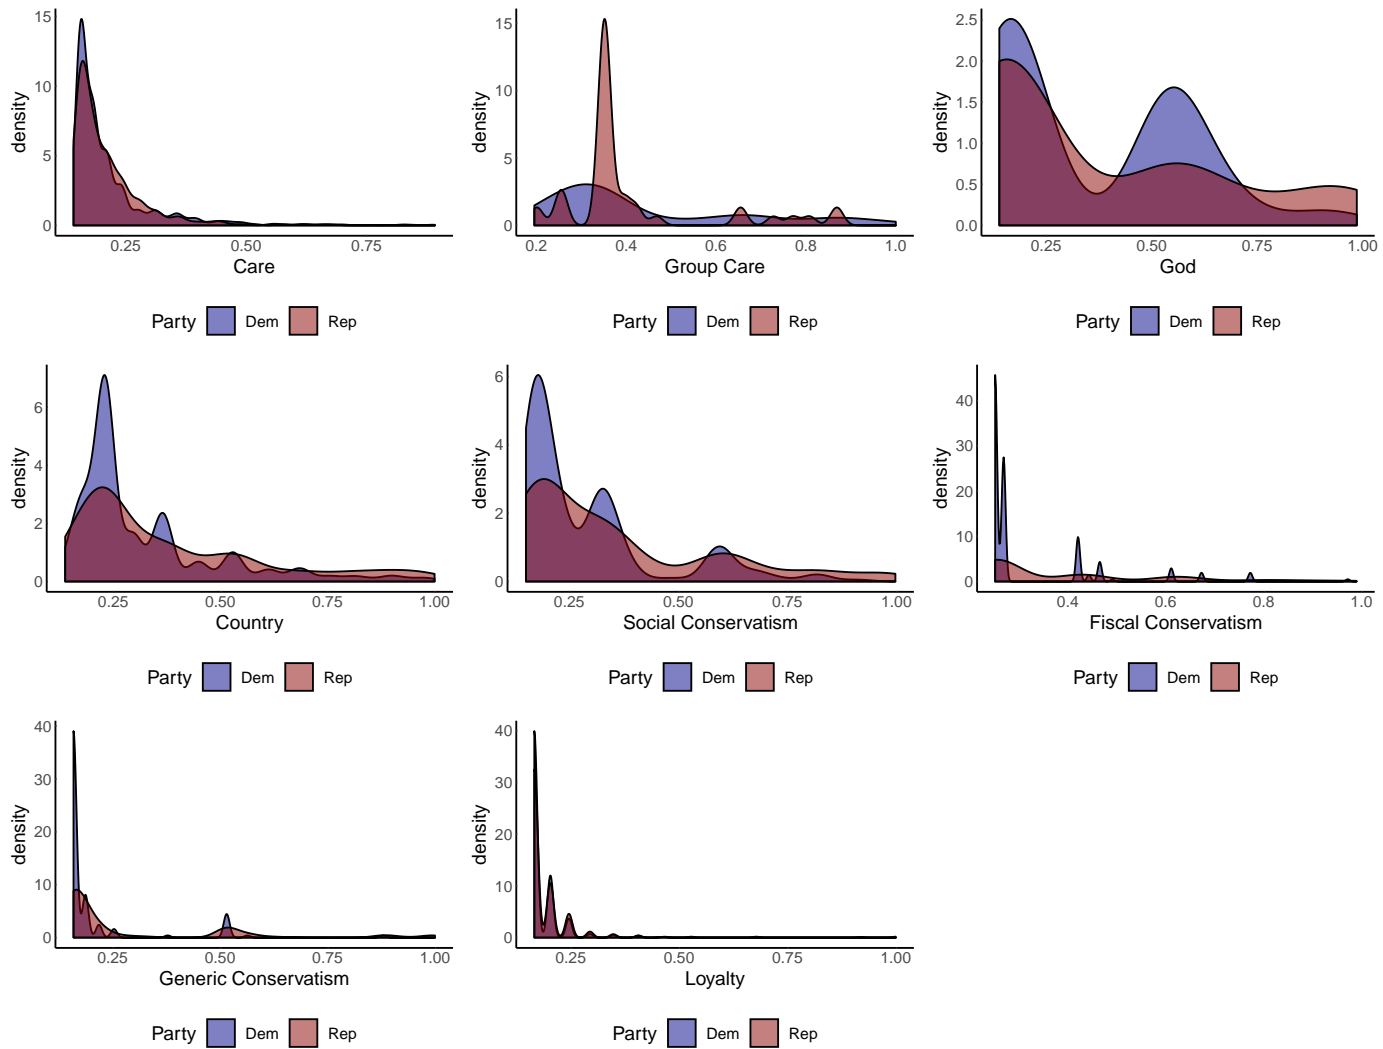 density
15
10
5
0
0.25 0.50 0.75
Care
Party Dem Rep
density
15
10
5
0
0.2 0.4 0.6 0.8 1.0
Group Care
Party Dem Rep
density
2.5
2.0
1.5
1.0
0.5
0.0
0.25 0.50 0.75 1.00
God
Party Dem Rep
density
6
4
2
0
0.25 0.50 0.75 1.00
Country
Party Dem Rep
density
6
4
2
0
0.25 0.50 0.75 1.00
Social Conservatism
Party Dem Rep
density
40
30
20
10
0
0.4 0.6 0.8 1.0
Fiscal Conservatism
Party Dem Rep
density
40
30
20
10
0
0.25 0.50 0.75 1.00
Generic Conservatism
Party Dem Rep
density
40
30
20
10
0
0.25 0.50 0.75 1.00
Loyalty
Party Dem Rep